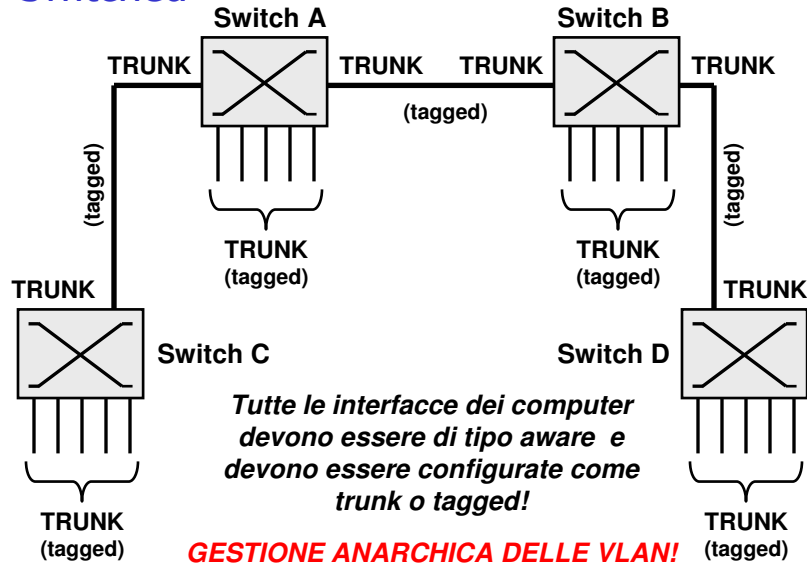 Switch A
Switch B
TRUNK
TRUNK
TRUNK
TRUNK
(tagged)
(tagged)
(tagged)
TRUNK
(tagged)
TRUNK
(tagged)
TRUNK
TRUNK
Switch C
Switch D
Tutte le interfacce dei computer
devono essere di tipo aware e
devono essere configurate come
trunk o tagged!
TRUNK
(tagged)
TRUNK
(tagged)
GESTIONE ANARCHICA DELLE VLAN!